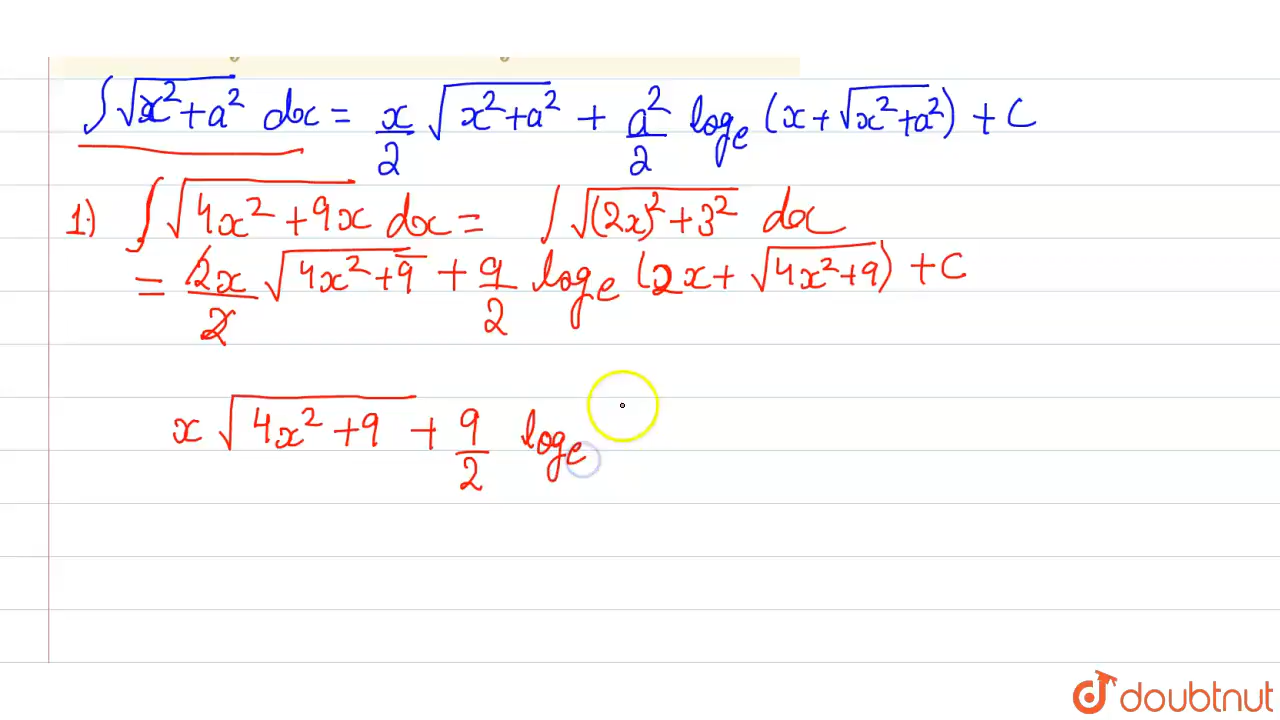 ∫√(x²+a²) dx = x/2 √(x²+a²) + a²/2 logₑ (x+√(x²+a²)) + C
1.) ∫√(4x²+9x) dx = ∫√((2x)²+3²) dx
= 2x/2 √(4x²+9) + 9/2 logₑ (2x+√(4x²+9)) + C
x√(4x²+9) + 9/2 logₑ
doubtnut